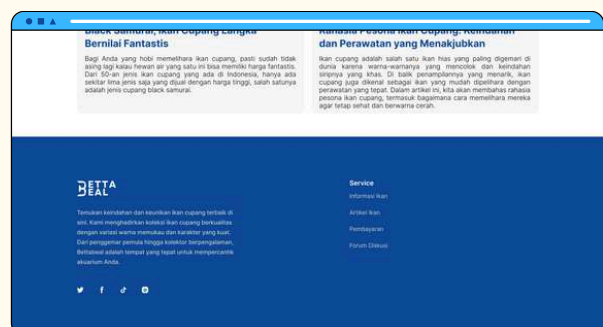 Black Samurai, Ikan Cupang Langka
Bernilai Fantastis
Bagi Anda yang hobi memelihara ikan cupang, pasti sudah tidak
asing lagi kalau hewan air yang satu ini bisa memiliki harga fantastis.
Dari 50-an jenis ikan cupang yang ada di Indonesia, hanya ada
sekitar lima jenis saja yang dijual dengan harga tinggi, salah satunya
adalah jenis cupang black samurai.
Rahasia Pesona Ikan Cupang: Keindahan
dan Perawatan yang Menakjubkan
Ikan cupang adalah salah satu ikan hias yang paling digemari di
dunia karena warna-warnanya yang mencolok dan keindahan
siripnya yang khas. Di balik penampilannya yang menarik, ikan
cupang juga dikenal sebagai ikan yang mudah dipelihara dengan
perawatan yang tepat. Dalam artikel ini, kita akan membahas rahasia
pesona ikan cupang, termasuk bagaimana cara memelihara mereka
agar tetap sehat dan berwarna cerah.
BETTA
BEAL
Temukan keindahan dan keunikan ikan cupang terbaik di
sini. Kami menghadirkan koleksi ikan cupang berkualitas
dengan variasi warna memukau dan karakter yang kuat.
Dari penggemar pemula hingga kolektor berpengalaman,
Bettabeal adalah tempat yang tepat untuk mempercantik
akuarium Anda.
Service
Informasi Ikan
Artikel Ikan
Pembayaran
Forum Diskusi